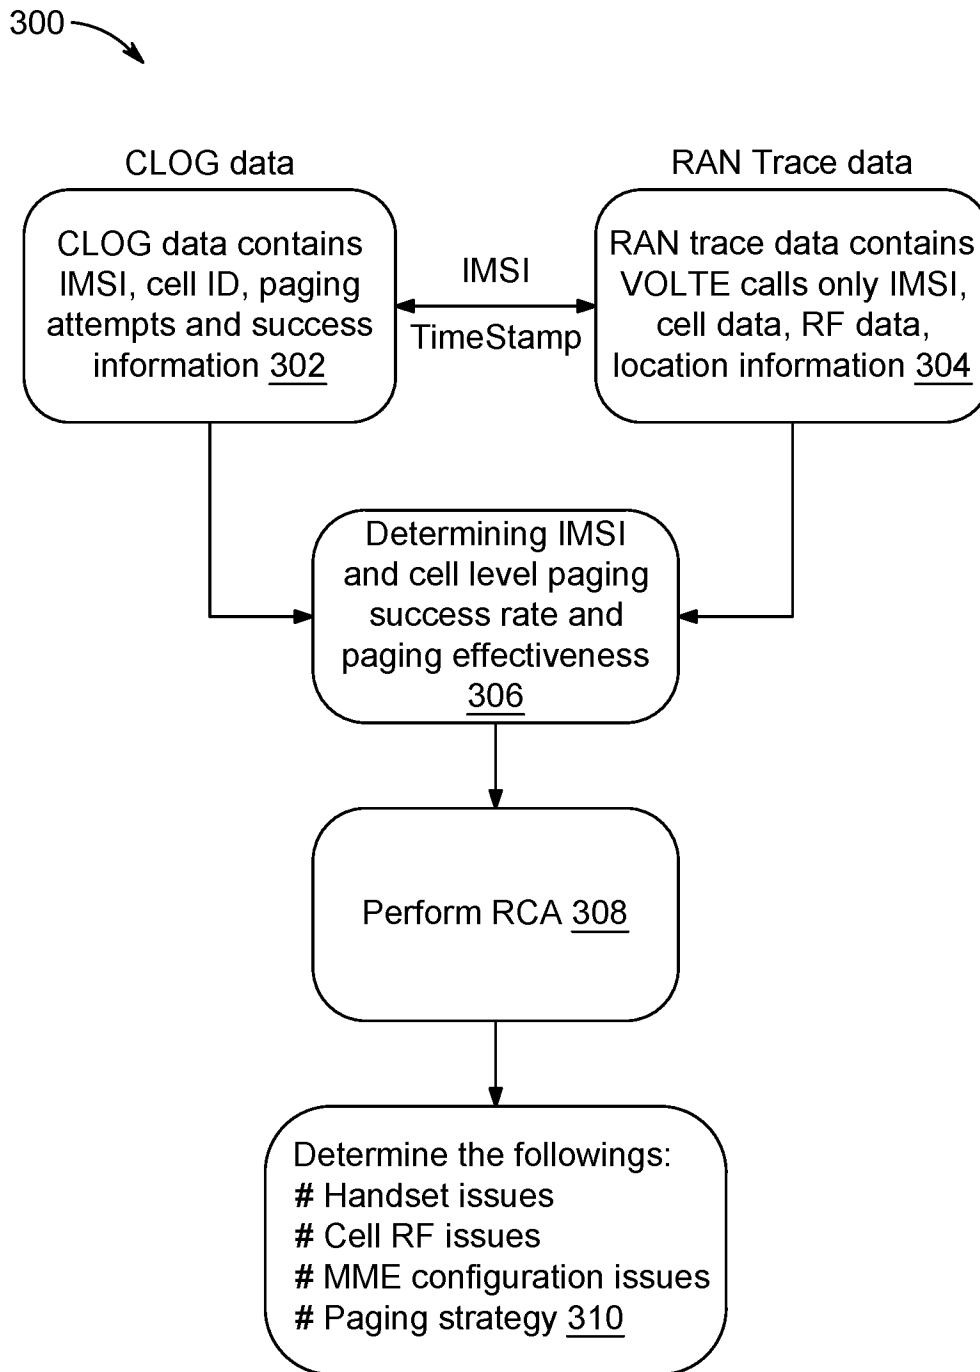 300
CLOG data
CLOG data contains
IMSI, cell ID, paging
attempts and success
information 302
IMSI
TimeStamp
RAN Trace data
RAN trace data contains
VOLTE calls only IMSI,
cell data, RF data,
location information 304
Determining IMSI
and cell level paging
success rate and
paging effectiveness
306
Perform RCA 308
Determine the followings:
# Handset issues
# Cell RF issues
# MME configuration issues
# Paging strategy 310